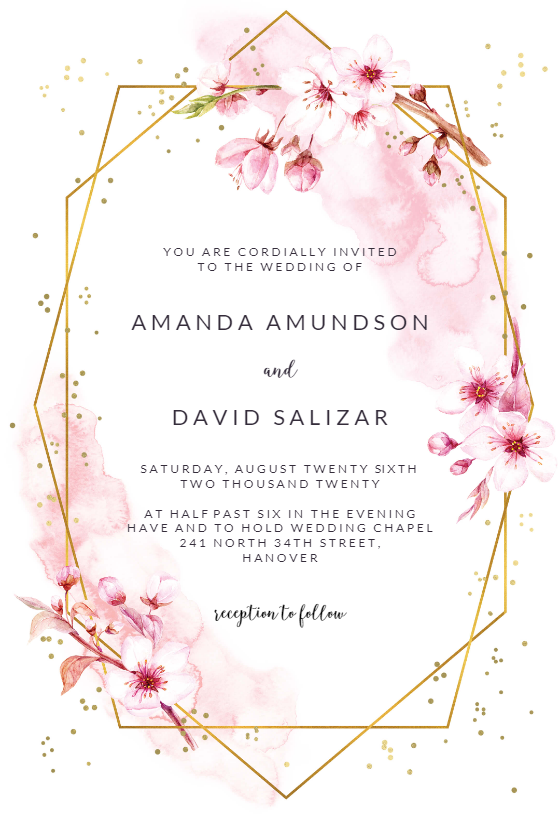 YOU ARE CORDIALLY INVITED
TO THE WEDDING OF
AMANDA AMUNDSON
and
DAVID SALIZAR
SATURDAY, AUGUST TWENTY SIXTH
TWO THOUSAND TWENTY
AT HALF PAST SIX IN THE EVENING
HAVE AND TO HOLD WEDDING CHAPEL
241 NORTH 34TH STREET,
HANOVER
reception to follow